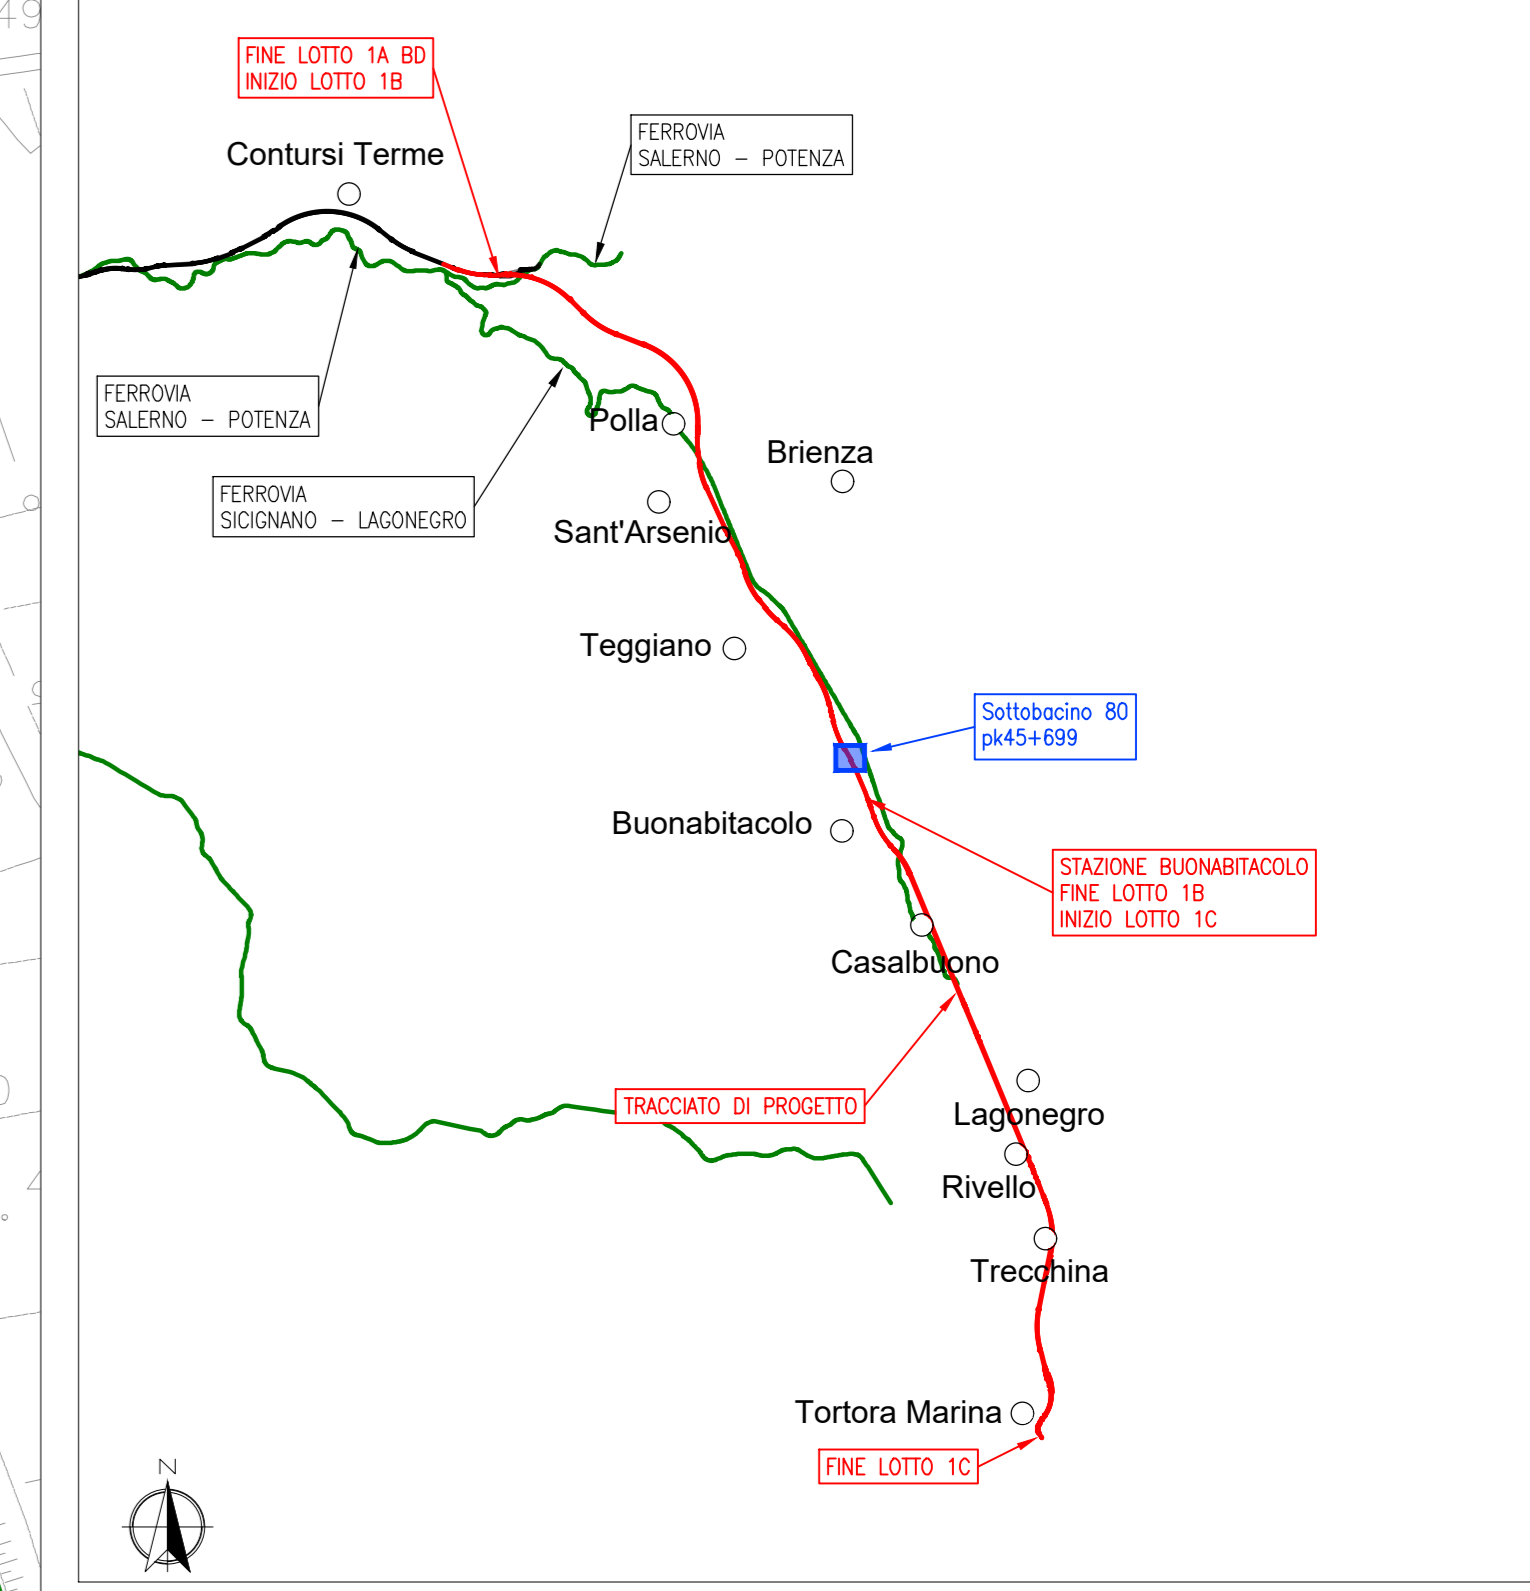 49
FINE LOTTO 1A BD
INIZIO LOTTO 1B
FERROVIA
SALERNO - POTENZA
Contursi Terme
FERROVIA
SALERNO - POTENZA
Polla
Brienza
FERROVIA
SICIGNANO - LAGONEGRO
Sant'Arsenio
Teggiano
Sottobacino 80
pk45+699
Buonabitacolo
STAZIONE BUONABITACOLO
FINE LOTTO 1B
INIZIO LOTTO 1C
Casalbuono
TRACCIATO DI PROGETTO
Lagonegro
Rivello
Trecchina
Tortora Marina
FINE LOTTO 1C
N